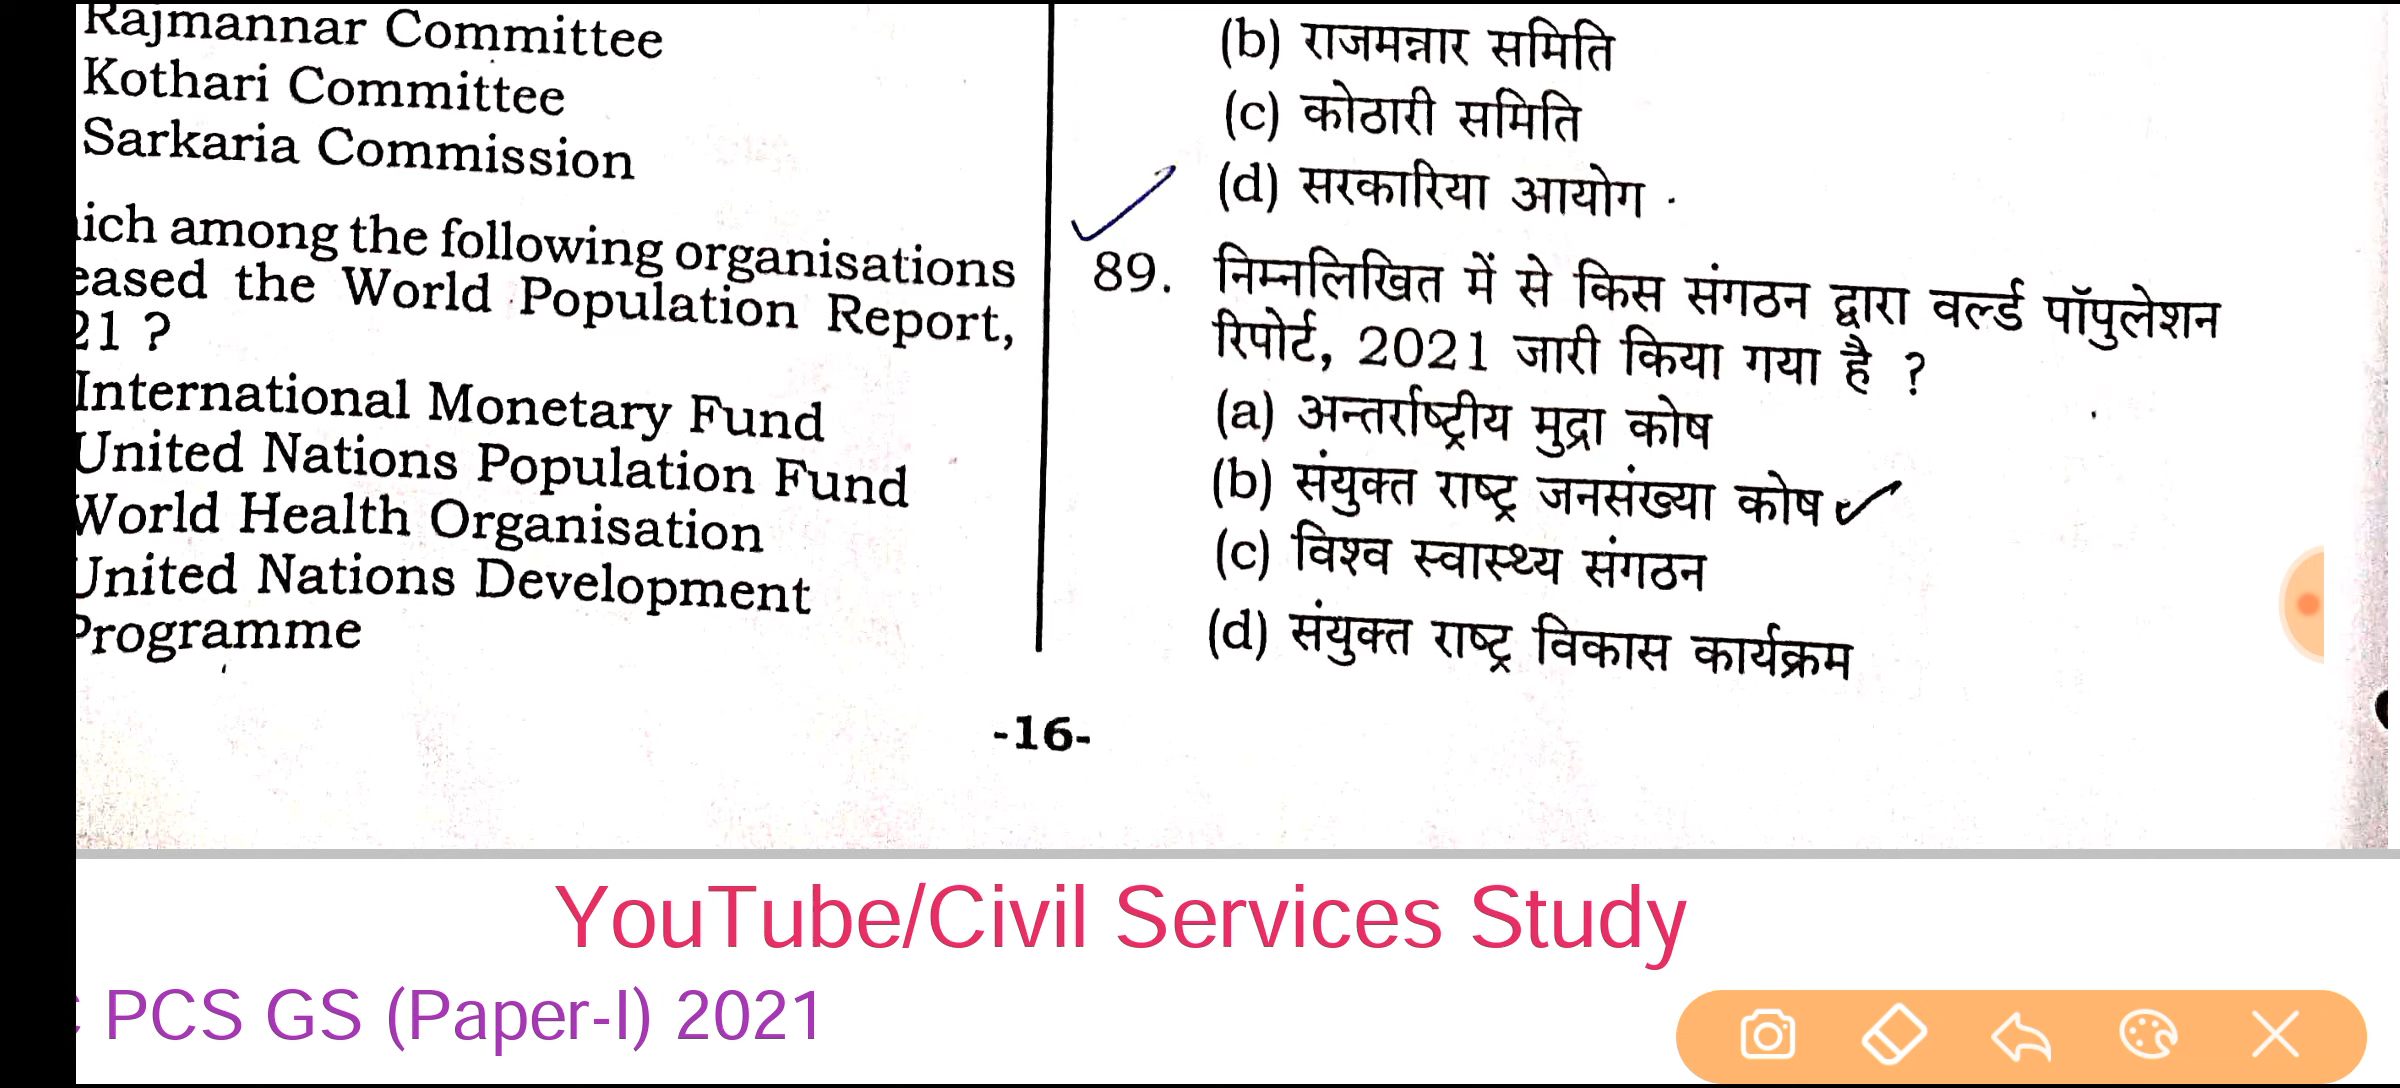 Rajmannar Committee
Kothari Committee
Sarkaria Commission
ich among the following organisations
eased the World Population Report,
21 ?
International Monetary Fund
United Nations Population Fund
World Health Organisation
United Nations Development
Programme
(b) राजमन्नार समिति
(c) कोठारी समिति
(d) सरकारिया आयोग
89. निम्नलिखित में से किस संगठन द्वारा वर्ल्ड पॉपुलेशन
रिपोर्ट, 2021 जारी किया गया है ?
(a) अन्तर्राष्ट्रीय मुद्रा कोष
(b) संयुक्त राष्ट्र जनसंख्या कोष
(c) विश्व स्वास्थ्य संगठन
(d) संयुक्त राष्ट्र विकास कार्यक्रम
-16-
YouTube/Civil Services Study
PCS GS (Paper-I) 2021